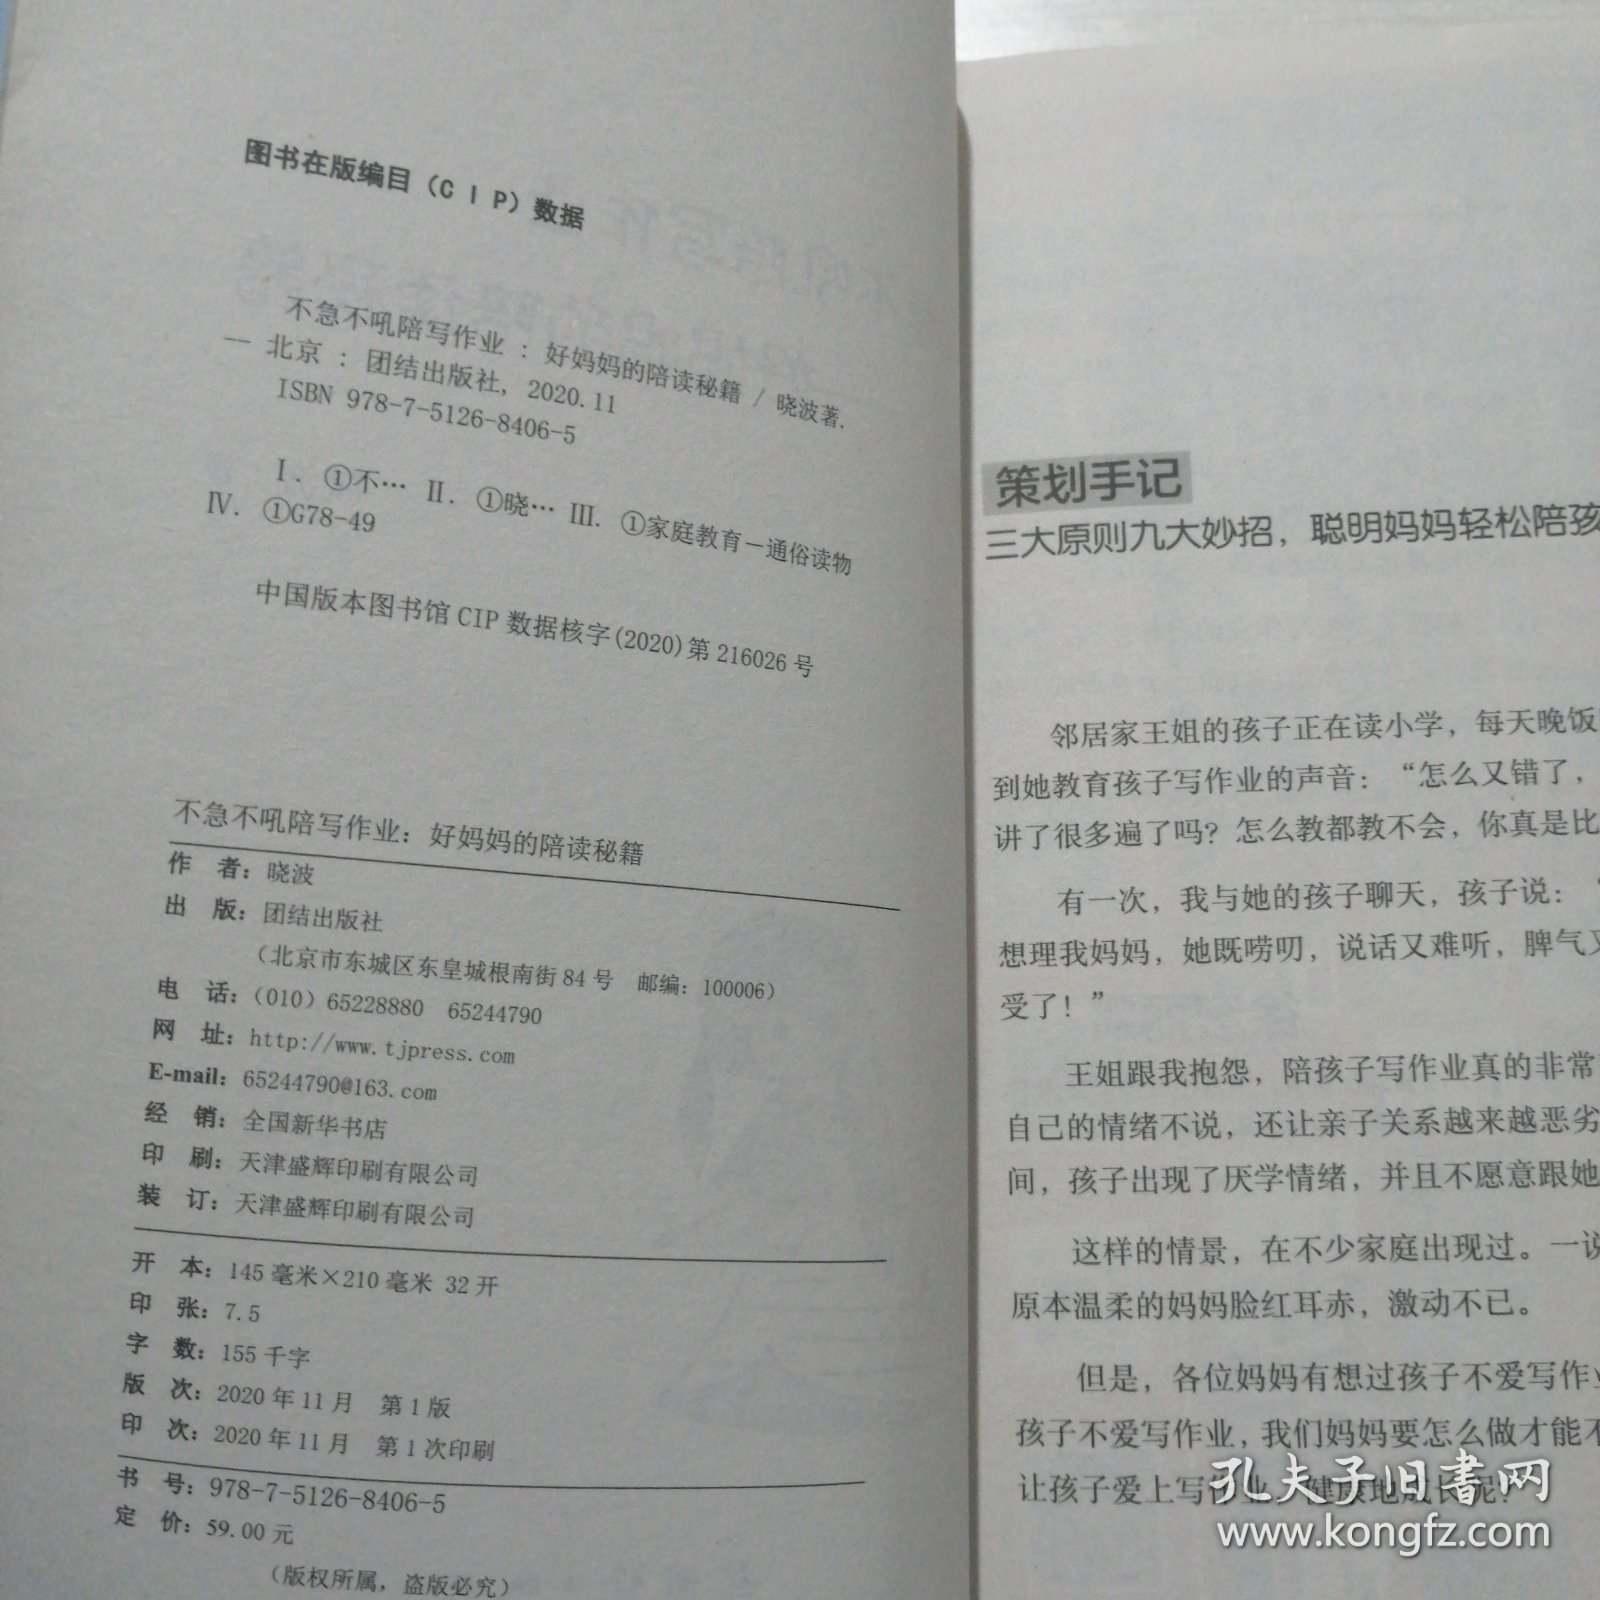 图书在版编目（CIP）数据
不急不吼陪写作业 : 好妈妈的陪读秘籍 / 晓波著.
-- 北京 : 团结出版社, 2020.11
ISBN 978-7-5126-8406-5
Ⅰ. ①不… Ⅱ. ①晓… Ⅲ. ①家庭教育－通俗读物
Ⅳ. ①G78-49
中国版本图书馆 CIP 数据核字(2020)第 216026 号
不急不吼陪写作业：好妈妈的陪读秘籍
作 者：晓波
出 版：团结出版社
（北京市东城区东皇城根南街 84 号 邮编：100006）
电 话：（010）65228880 65244790
网 址：http://www.tjpress.com
E-mail：65244790@163.com
经 销：全国新华书店
印 刷：天津盛辉印刷有限公司
装 订：天津盛辉印刷有限公司
开 本：145 毫米×210 毫米 32 开
印 张：7.5
字 数：155 千字
版 次：2020 年 11 月 第 1 版
印 次：2020 年 11 月 第 1 次印刷
书 号：978-7-5126-8406-5
定 价：59.00 元
（版权所属，盗版必究）
策划手记
三大原则九大妙招，聪明妈妈轻松陪孩
邻居家王姐的孩子正在读小学，每天晚饭
到她教育孩子写作业的声音：“怎么又错了，
讲了很多遍了吗？怎么教都教不会，你真是比
有一次，我与她的孩子聊天，孩子说：“
想理我妈妈，她既唠叨，说话又难听，脾气又
受了！”
王姐跟我抱怨，陪孩子写作业真的非常
自己的情绪不说，还让亲子关系越来越恶劣
间，孩子出现了厌学情绪，并且不愿意跟她
这样的情景，在不少家庭出现过。一说
原本温柔的妈妈脸红耳赤，激动不已。
但是，各位妈妈有想过孩子不爱写作业
孩子不爱写作业，我们妈妈要怎么做才能不
让孩子爱上写作业、健康地成长呢？
孔夫子旧书网
www.kongfz.com